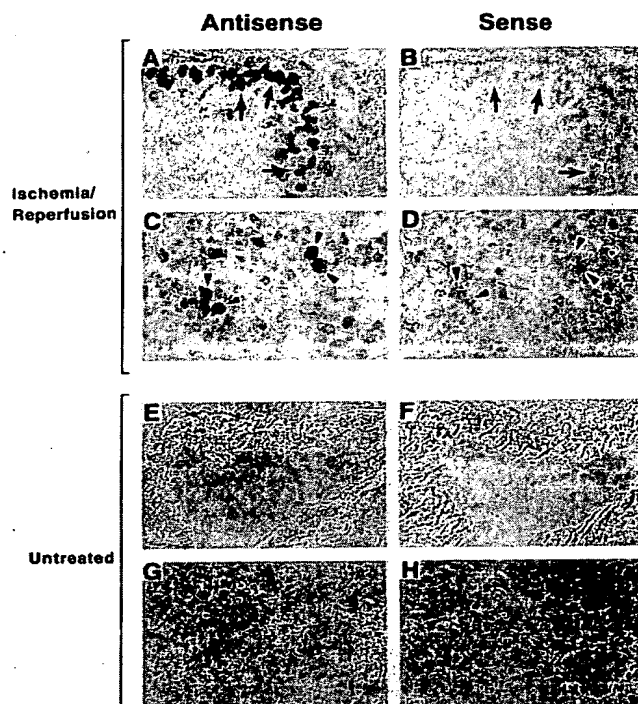 Antisense Sense
A B
Ischemia/
Reperfusion
C D
E F
Untreated
G H